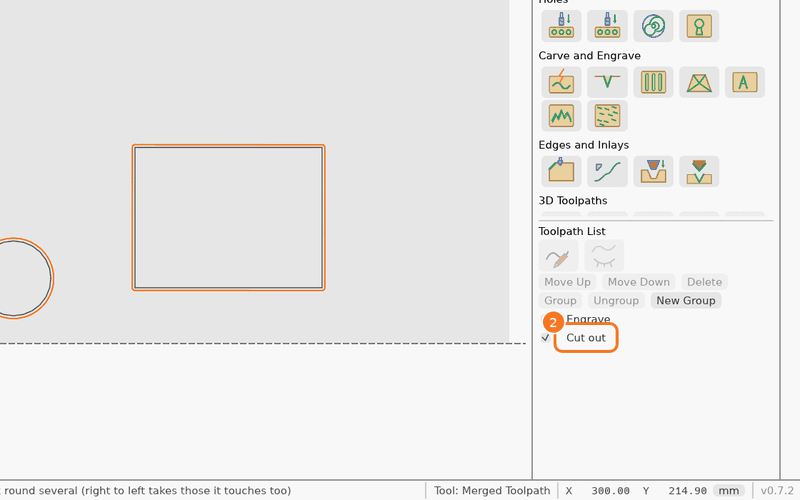 Holes
Carve and Engrave
A
Edges and Inlays
3D Toolpaths
Toolpath List
Move Up Move Down Delete
Group Ungroup New Group
Engrave
2
Cut out
round several (right to left takes those it touches too) Tool: Merged Toolpath X 300.00 Y 214.90 mm v0.7.2